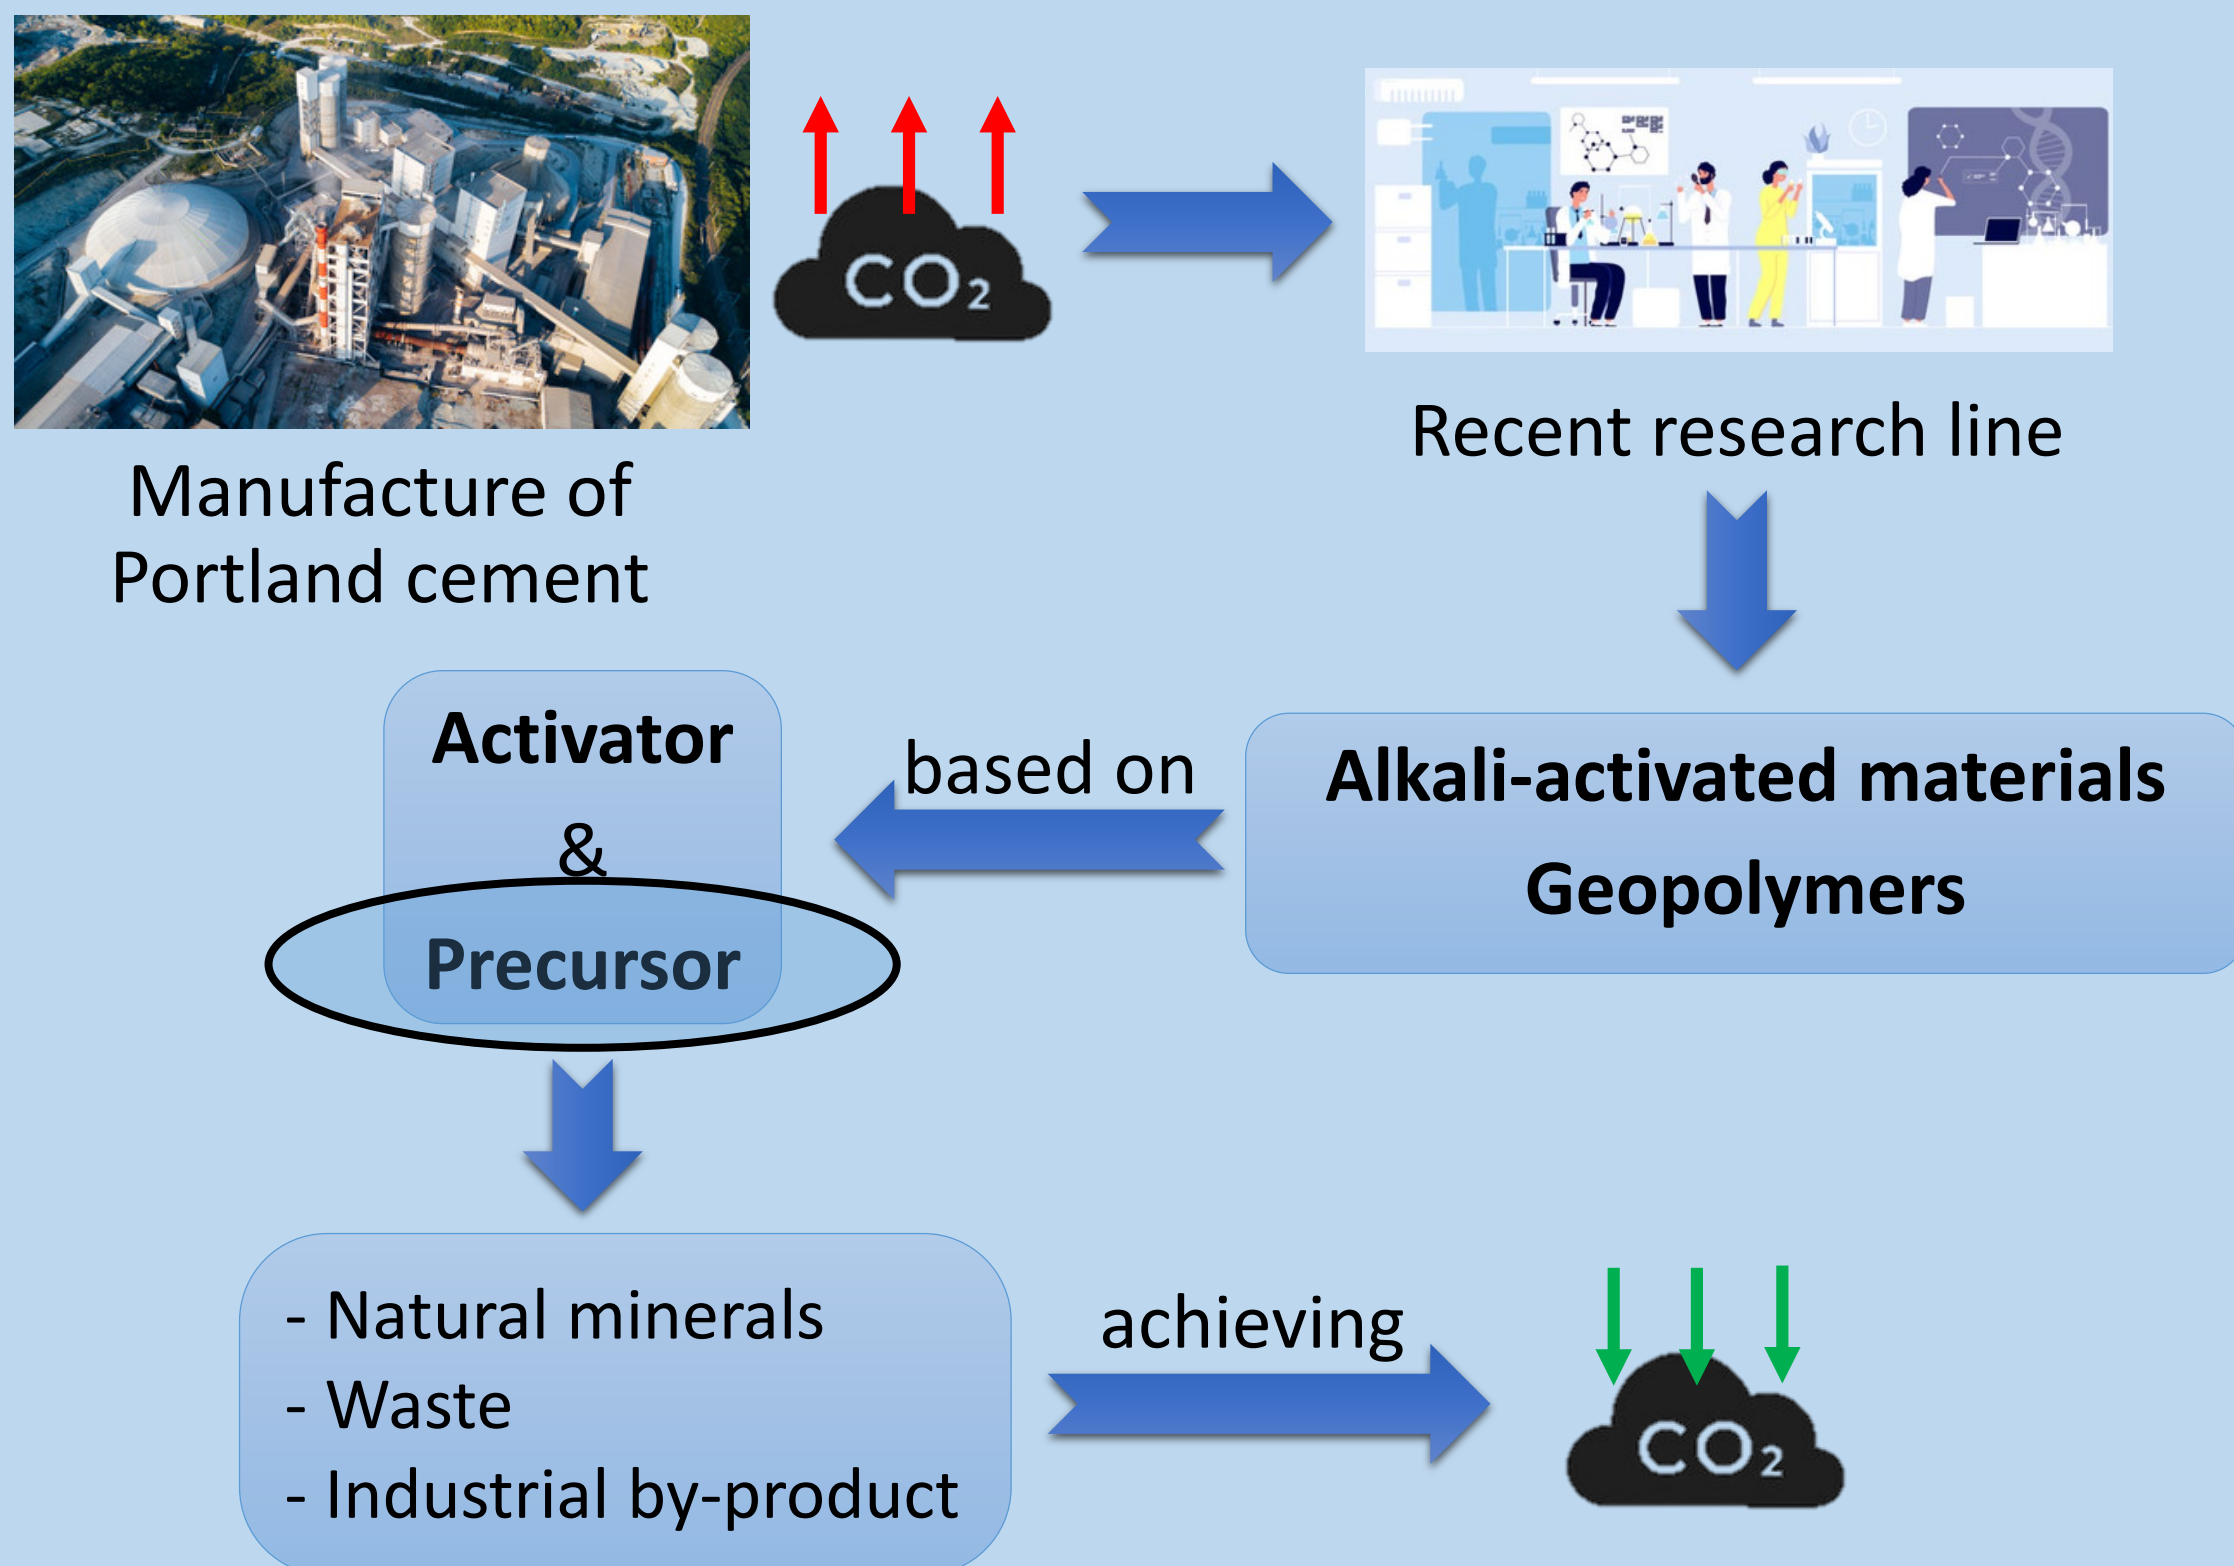 CO₂
Manufacture of
Portland cement
Recent research line
Alkali-activated materials
Geopolymers
based on
Activator
&
Precursor
- Natural minerals
- Waste
- Industrial by-product
achieving
CO₂